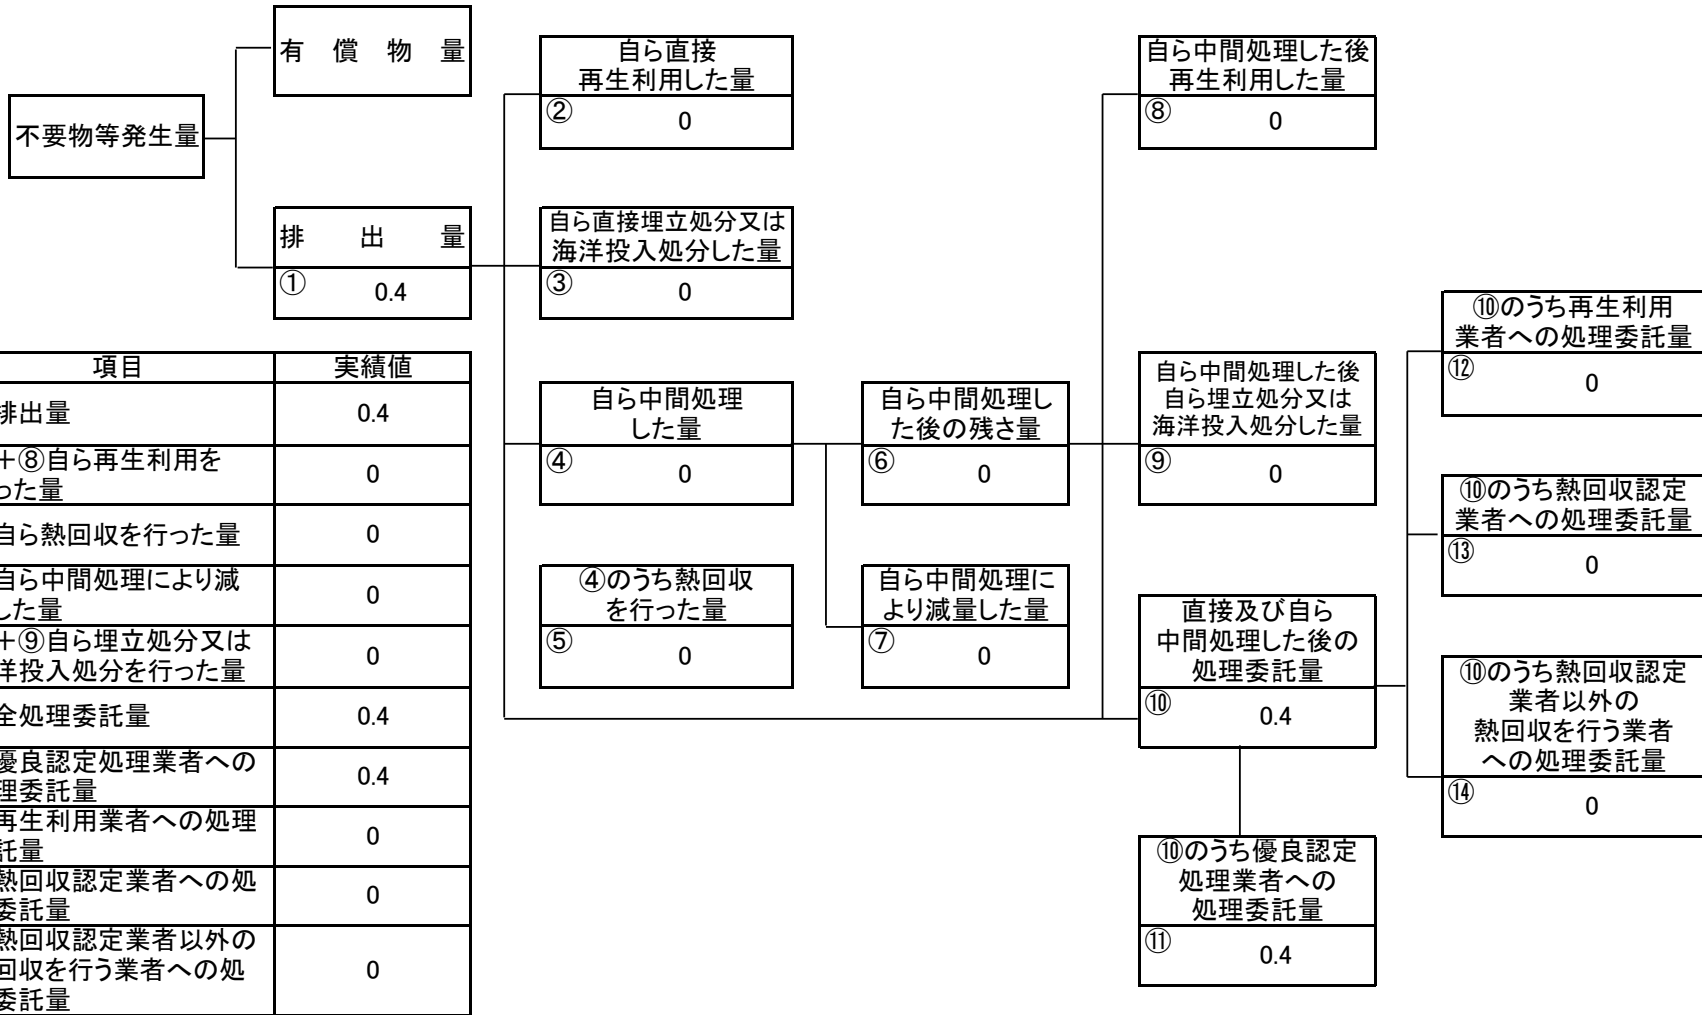 不要物等発生量
有償物量
排出量
①
0.4
自ら直接
再生利用した量
②
0
自ら直接埋立処分又は
海洋投入処分した量
③
0
自ら中間処理
した量
④
0
④のうち熱回収
を行った量
⑤
0
自ら中間処理し
た後の残さ量
⑥
0
自ら中間処理に
より減量した量
⑦
0
自ら中間処理した後
再生利用した量
⑧
0
自ら中間処理した後
自ら埋立処分又は
海洋投入処分した量
⑨
0
直接及び自ら
中間処理した後の
処理委託量
⑩
0.4
⑩のうち優良認定
処理業者への
処理委託量
⑪
0.4
⑩のうち再生利用
業者への処理委託量
⑫
0
⑩のうち熱回収認定
業者への処理委託量
⑬
0
⑩のうち熱回収認定
業者以外の
熱回収を行う業者
への処理委託量
⑭
0
項目 実績値
排出量 0.4
+⑧自ら再生利用を
った量
0
自ら熱回収を行った量 0
自ら中間処理により減
した量
0
+⑨自ら埋立処分又は
洋投入処分を行った量
0
全処理委託量 0.4
優良認定処理業者への
理委託量
0.4
再生利用業者への処理
託量
0
熱回収認定業者への処
委託量
0
熱回収認定業者以外の
回収を行う業者への処
委託量
0